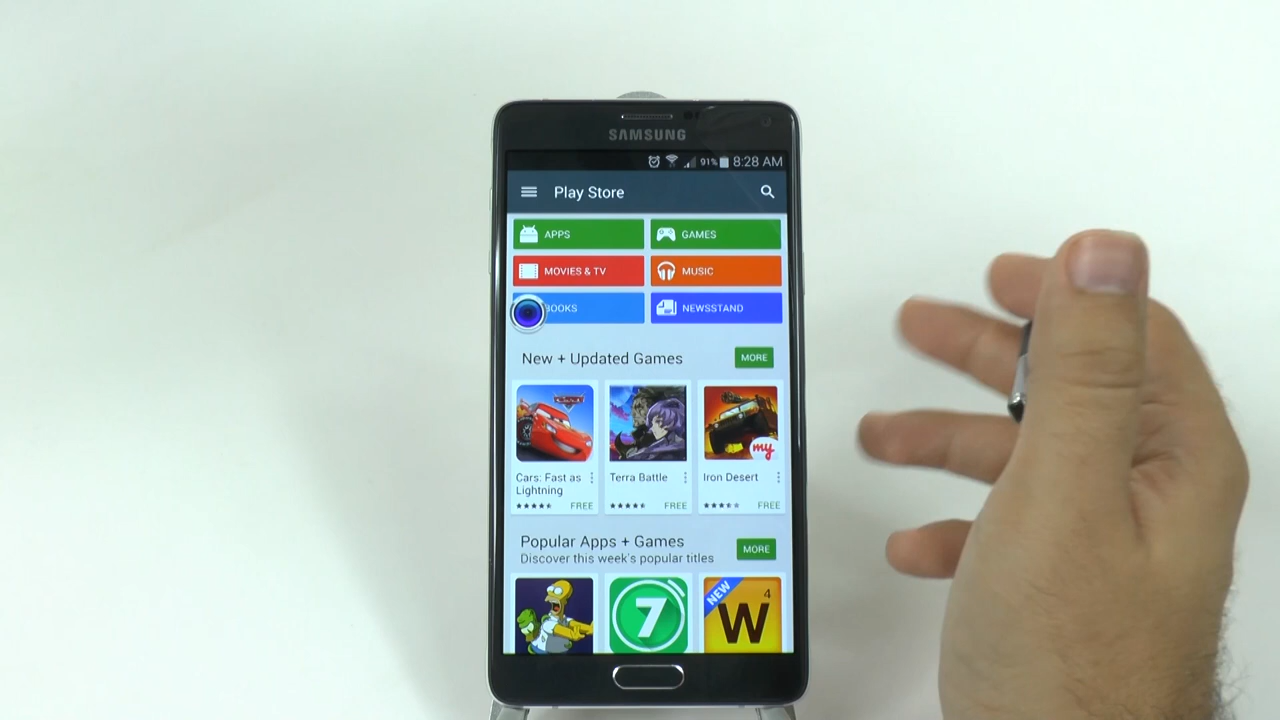 SAMSUNG
91% 8:28 AM
Play Store
APPS
GAMES
MOVIES & TV
MUSIC
BOOKS
NEWSSTAND
New + Updated Games
MORE
CARS
my
Cars: Fast as
Lightning
FREE
Terra Battle
FREE
Iron Desert
FREE
Popular Apps + Games
Discover this week's popular titles
MORE
7
NEW
W4